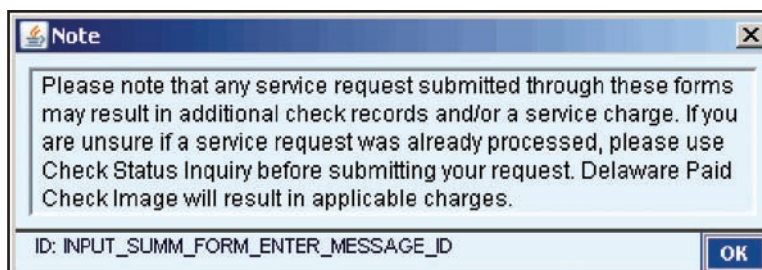 Note
Please note that any service request submitted through these forms
may result in additional check records and/or a service charge. If you
are unsure if a service request was already processed, please use
Check Status Inquiry before submitting your request. Delaware Paid
Check Image will result in applicable charges.
ID: INPUT_SUMM_FORM_ENTER_MESSAGE_ID
OK